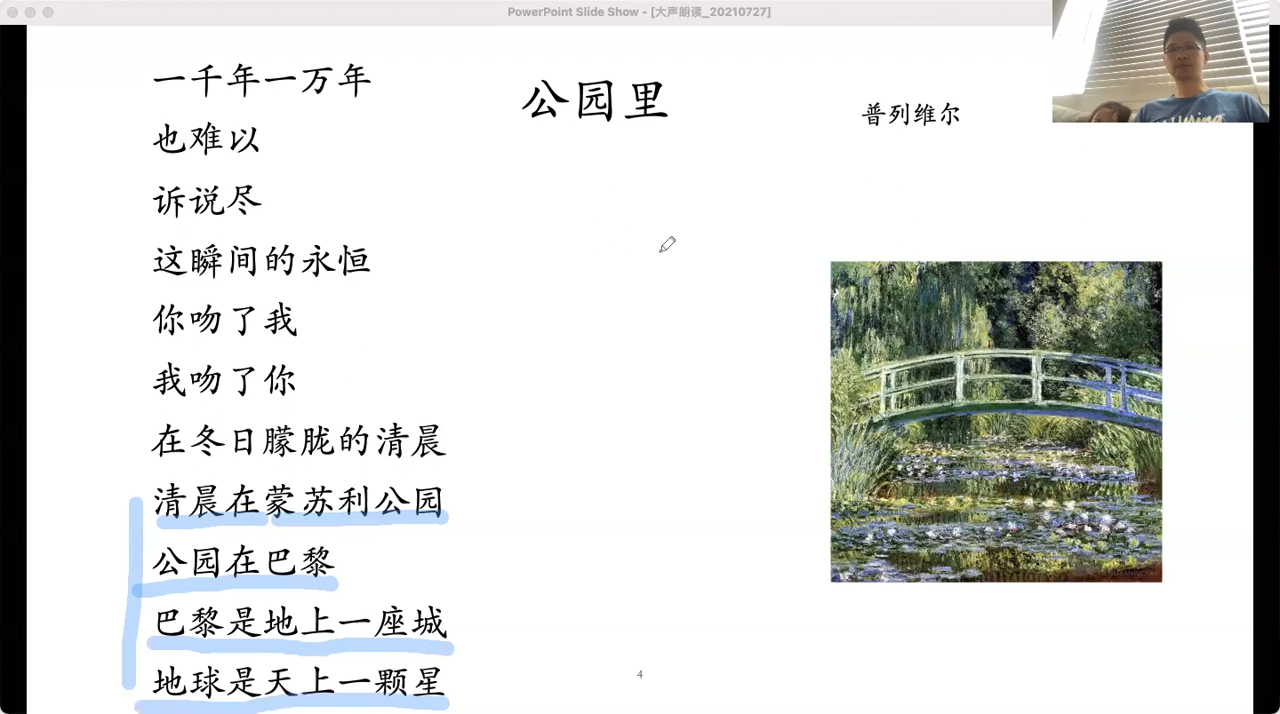 PowerPoint Slide Show - [大声朗读_20210727]
公园里
普列维尔
一千年一万年
也难以
诉说尽
这瞬间的永恒
你吻了我
我吻了你
在冬日朦胧的清晨
清晨在蒙苏利公园
公园在巴黎
巴黎是地上一座城
地球是天上一颗星
4